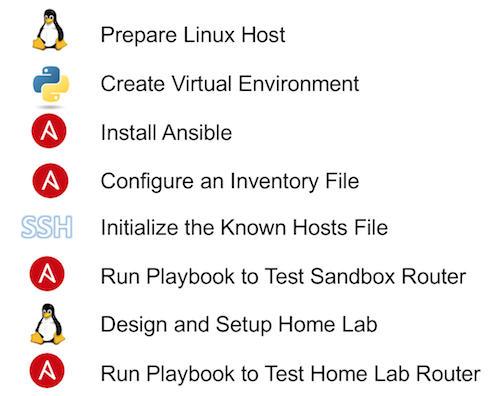 Prepare Linux Host
Create Virtual Environment
Install Ansible
Configure an Inventory File
SSH Initialize the Known Hosts File
Run Playbook to Test Sandbox Router
Design and Setup Home Lab
Run Playbook to Test Home Lab Router